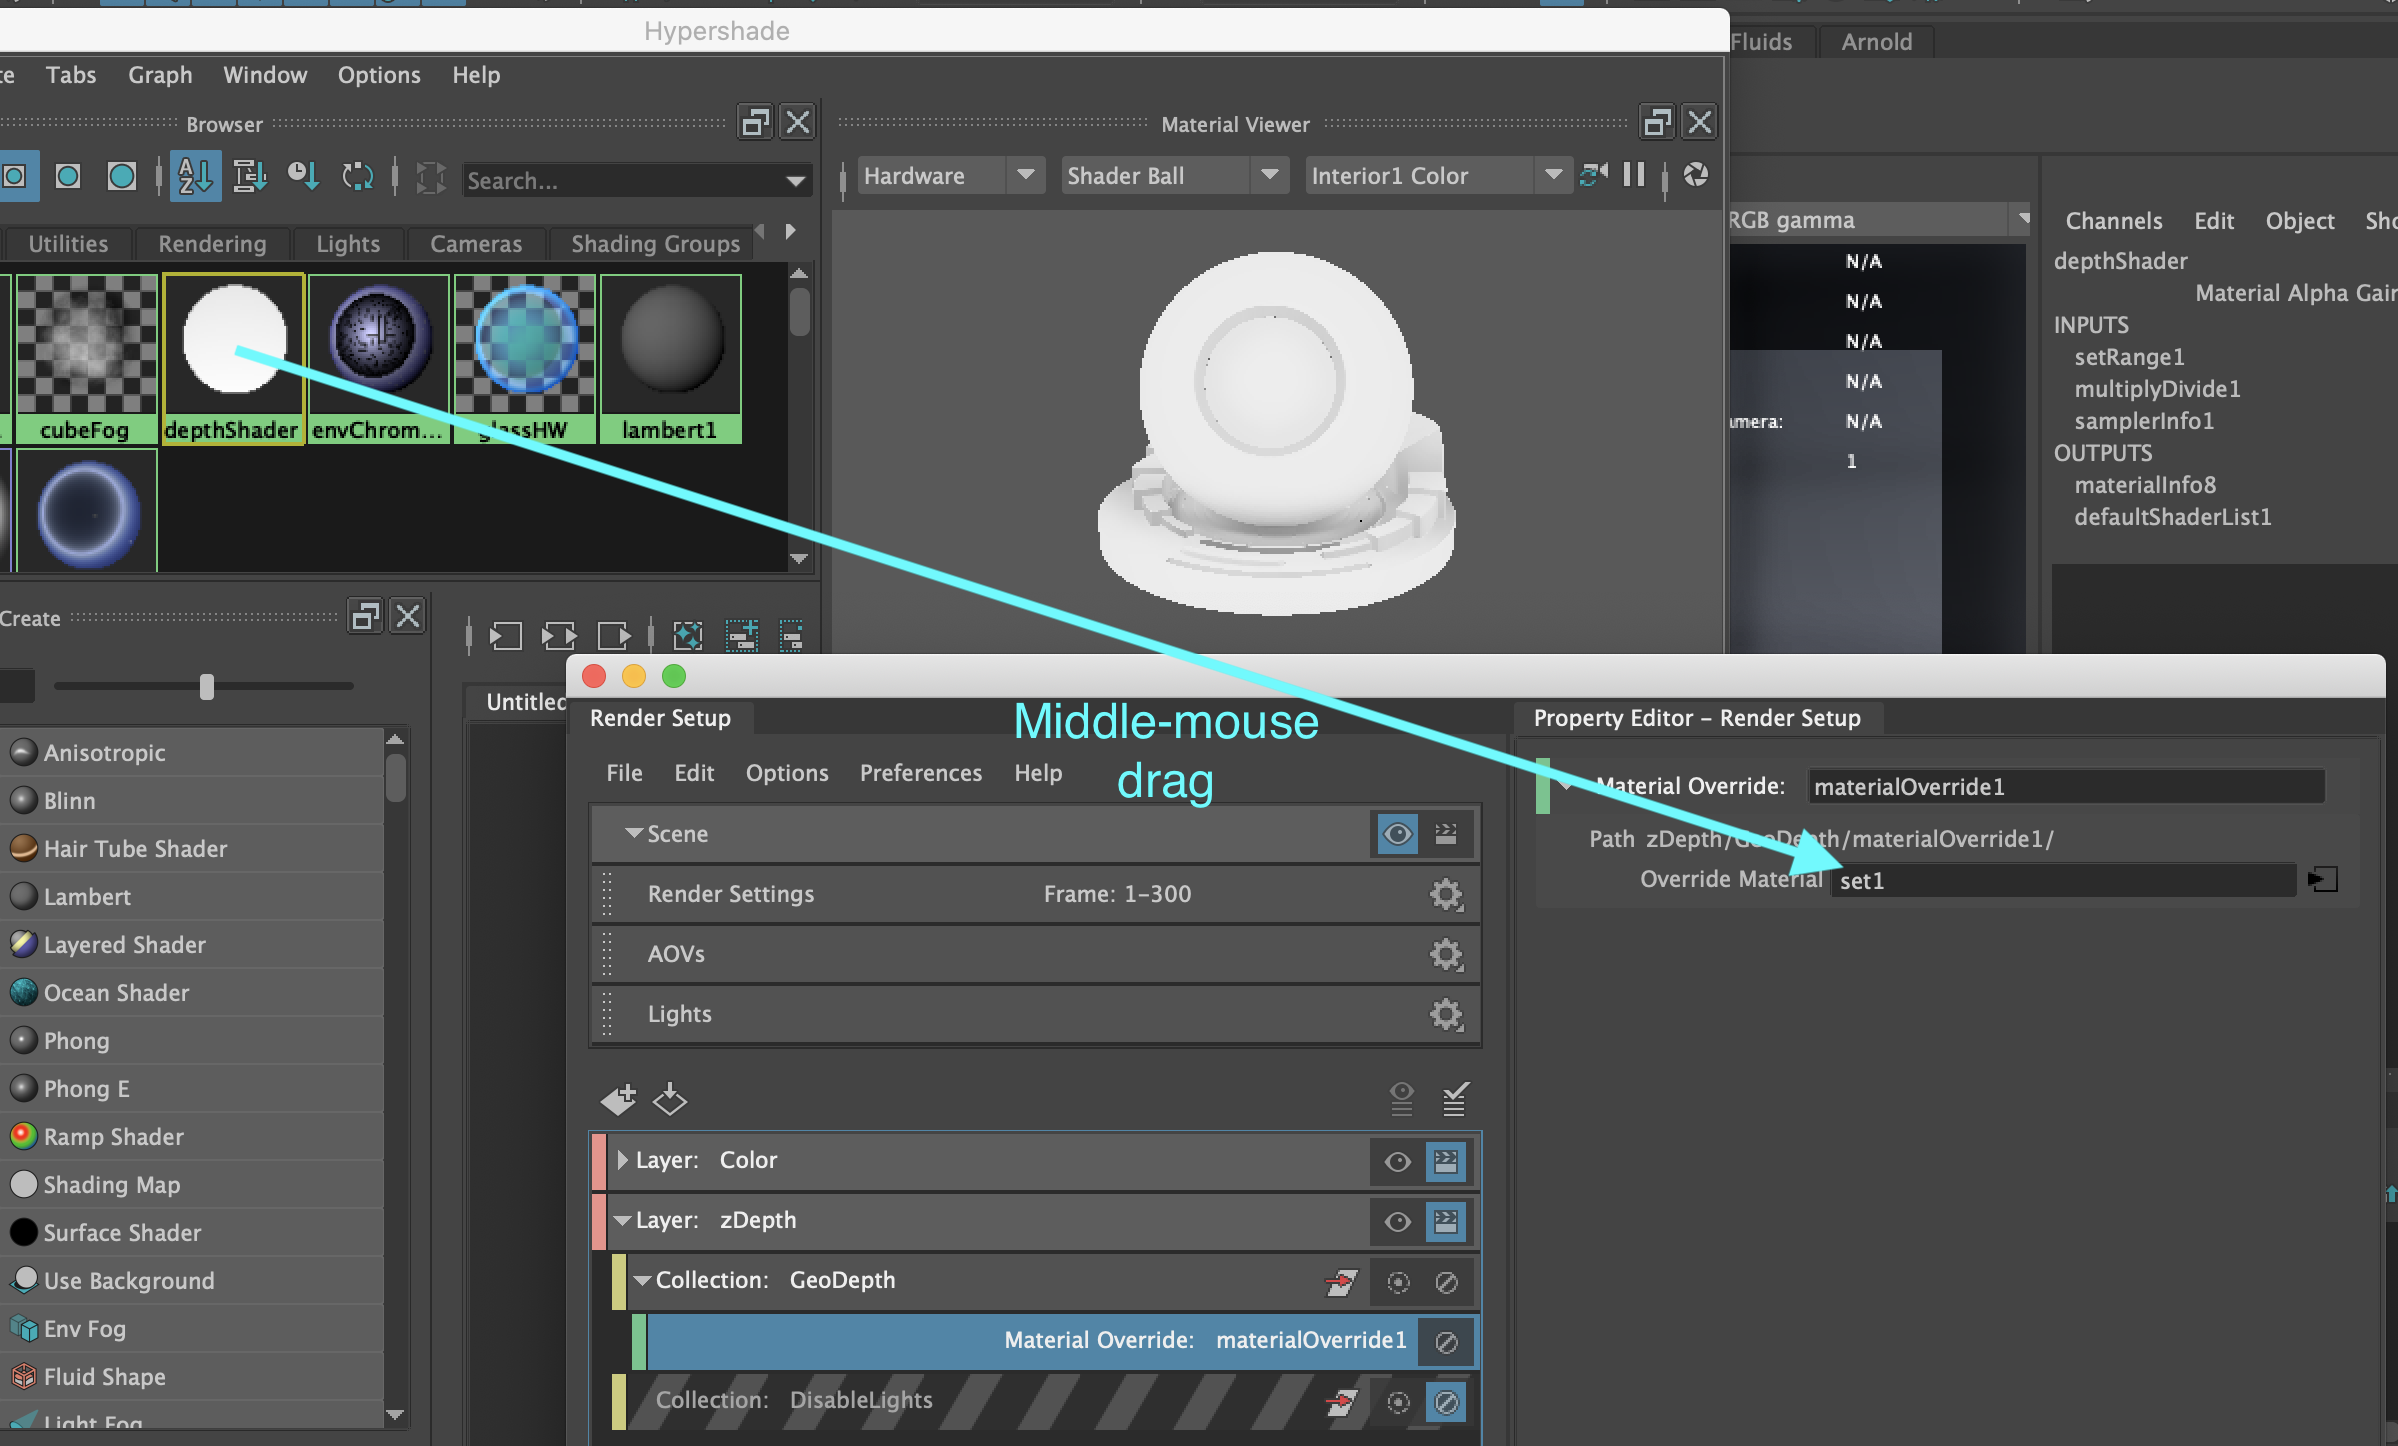 Hypershade
Fluids
Arnold
Tabs
Graph
Window
Options
Help
Browser
Material Viewer
Search...
Hardware
Shader Ball
Interior1 Color
RGB gamma
Channels
Edit
Object
Utilities
Rendering
Lights
Cameras
Shading Groups
N/A
N/A
N/A
N/A
N/A
1
depthShader
Material Alpha Gain
INPUTS
setRange1
multiplyDivide1
samplerInfo1
OUTPUTS
materialInfo8
defaultShaderList1
cubeFog
depthShader
envChrom...
glassHW
lambert1
Create
Untitled
Anisotropic
Blinn
Hair Tube Shader
Lambert
Layered Shader
Ocean Shader
Phong
Phong E
Ramp Shader
Shading Map
Surface Shader
Use Background
Env Fog
Fluid Shape
Light Fog
Render Setup
Middle-mouse
drag
File
Edit
Options
Preferences
Help
Scene
Render Settings
Frame: 1-300
AOVs
Lights
Layer: Color
Layer: zDepth
Collection: GeoDepth
Material Override: materialOverride1
Collection: DisableLights
Property Editor - Render Setup
Material Override: materialOverride1
Path zDepth/GeoDepth/materialOverride1/
Override Material set1